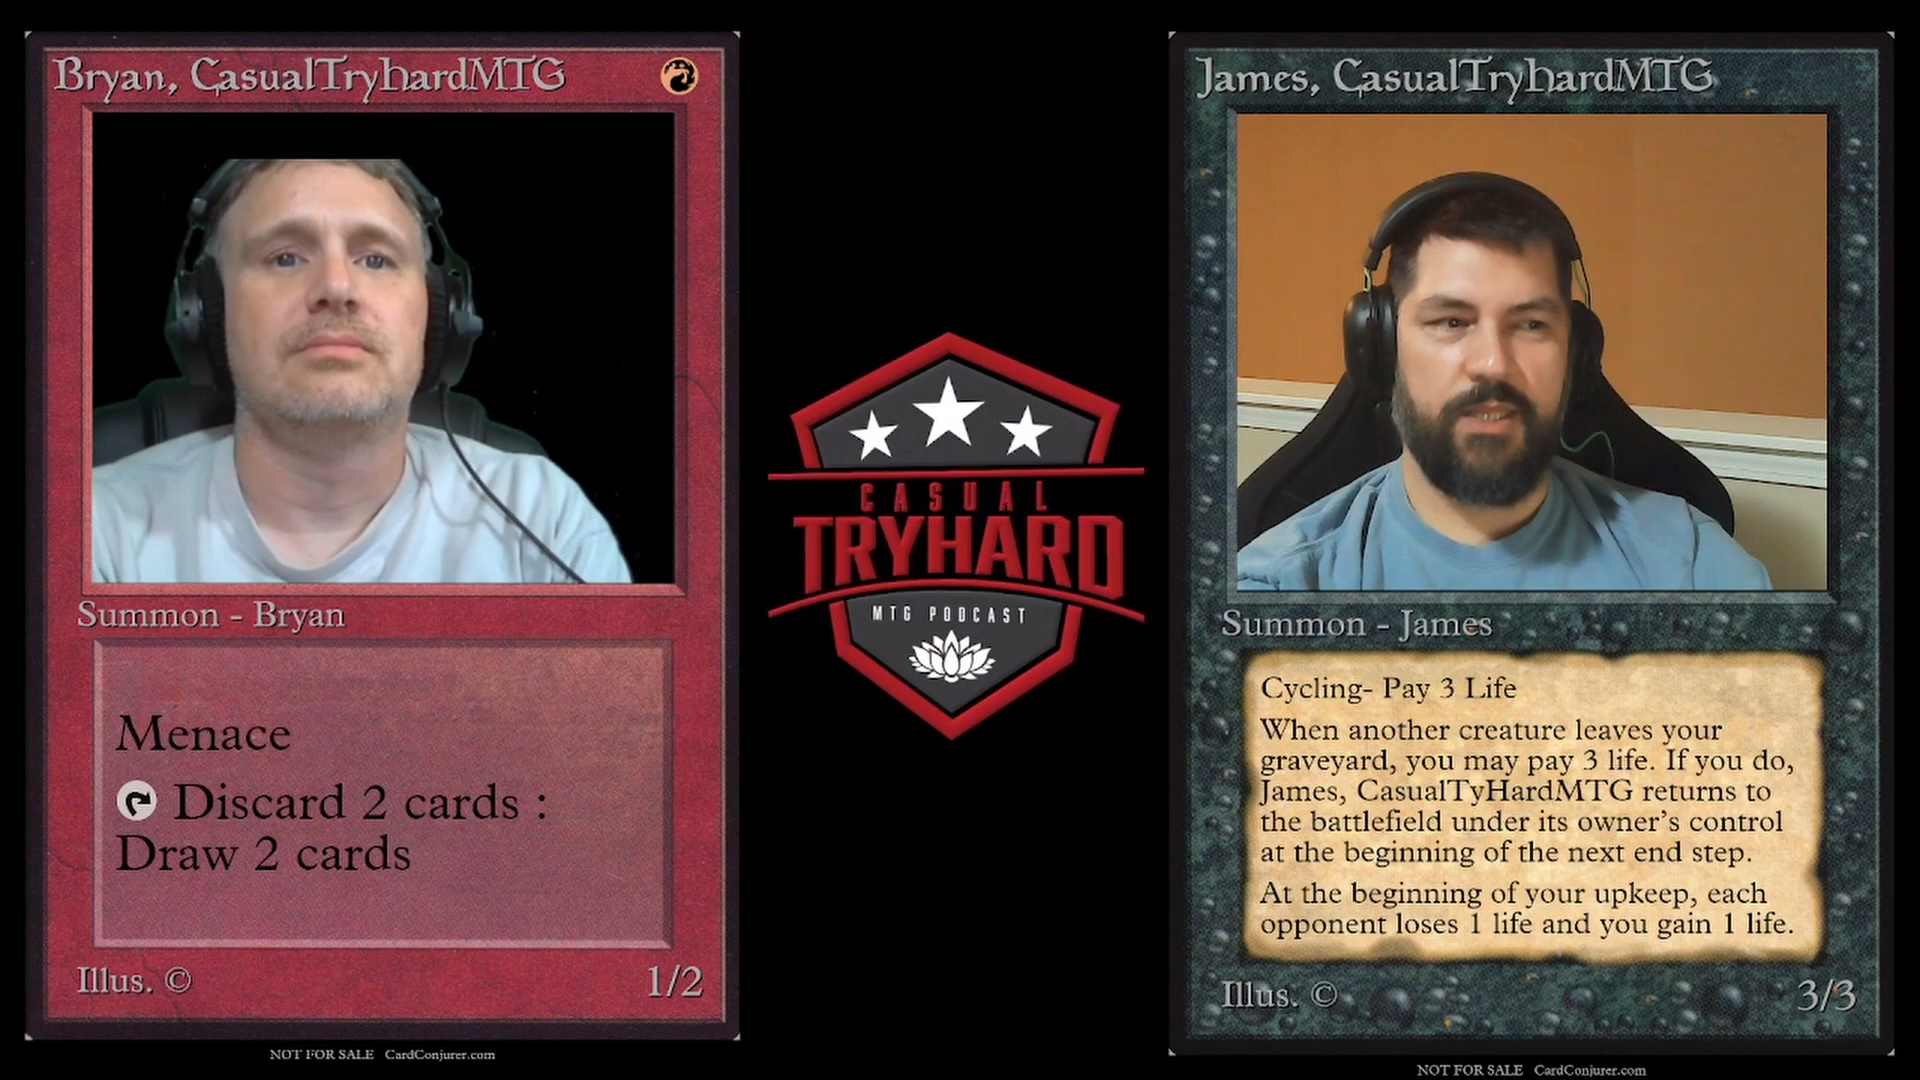 Bryan, CasualTryhardMTG
Summon - Bryan
Menace
Discard 2 cards :
Draw 2 cards
Illus. ©
1/2
NOT FOR SALE CardConjurer.com
CASUAL
TRYHARD
MTG PODCAST
James, CasualTryhardMTG
Summon - James
Cycling- Pay 3 Life
When another creature leaves your
graveyard, you may pay 3 life. If you do,
James, CasualTyHardMTG returns to
the battlefield under its owner's control
at the beginning of the next end step.
At the beginning of your upkeep, each
opponent loses 1 life and you gain 1 life.
Illus. ©
3/3
NOT FOR SALE CardConjurer.com